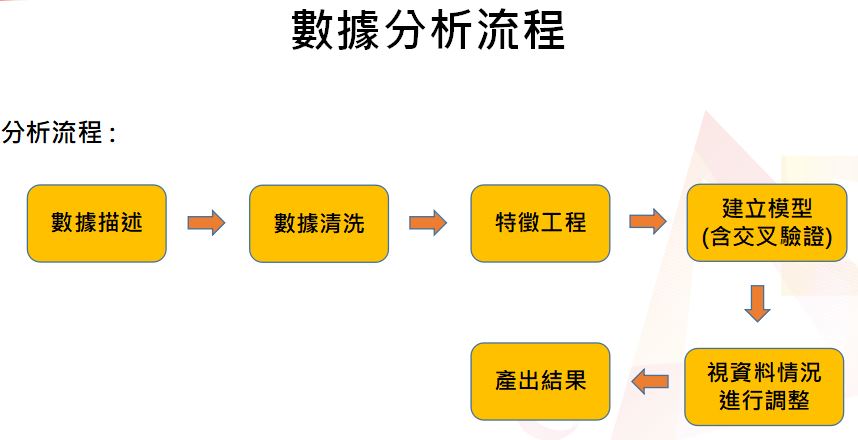 數據分析流程
分析流程：
數據描述
數據清洗
特徵工程
建立模型
(含交叉驗證)
視資料情況
進行調整
產出結果